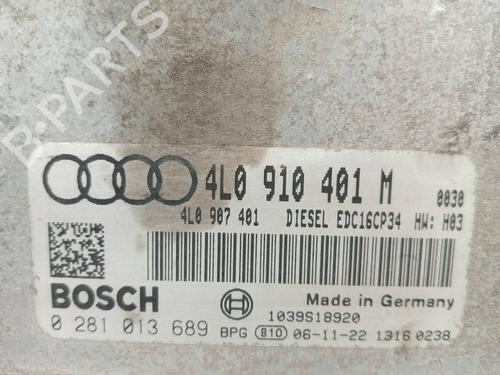 B-PARTS
4L0 910 401 M 0030
4L0 907 401 DIESEL EDC16CP34 HW: H03
BOSCH
Made in Germany
1039S18920
0 281 013 689 BPG 810 06-11-22 1316 0238